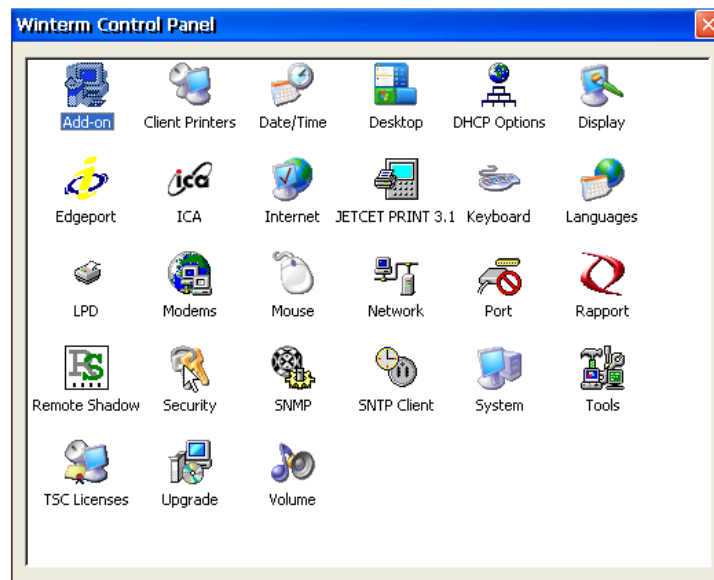 Winterm Control Panel
Add-on Client Printers Date/Time Desktop DHCP Options Display
ica
Edgeport ICA Internet JETCET PRINT 3.1 Keyboard Languages
LPD Modems Mouse Network Port Rapport
RS
Remote Shadow Security SNMP SNTP Client System Tools
TSC Licenses Upgrade Volume